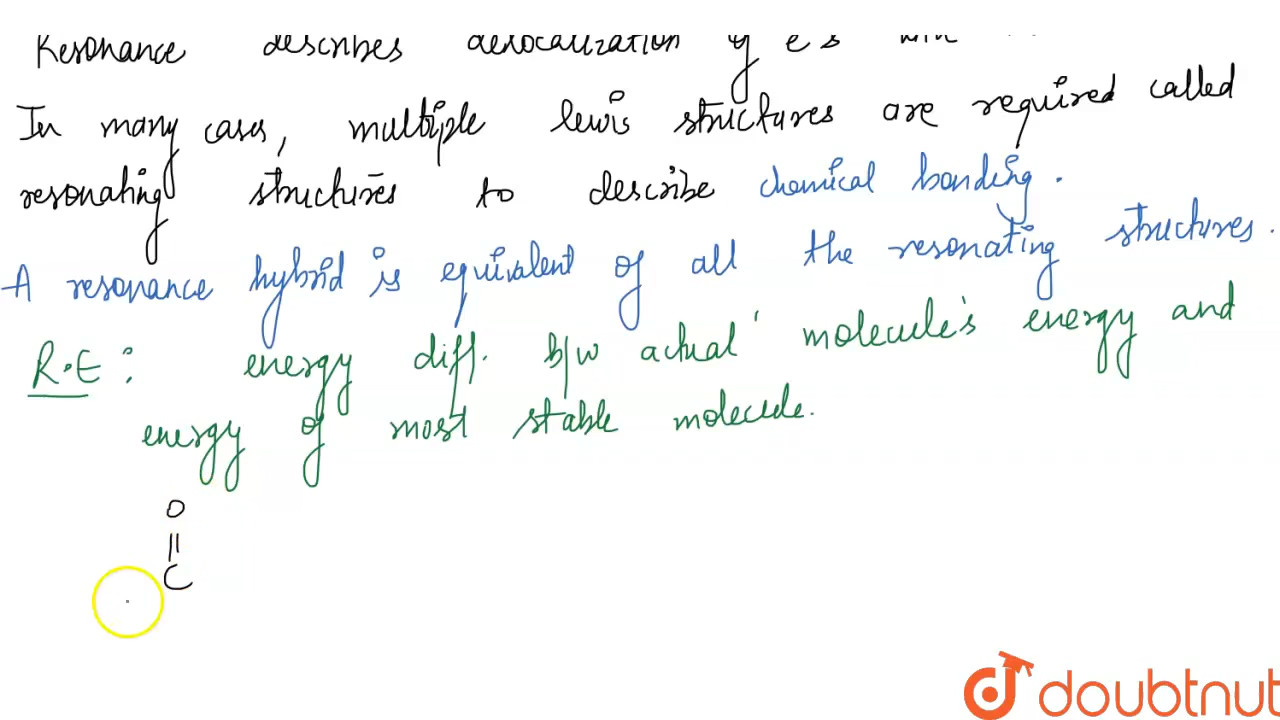 Resonance describes delocalization of e's
In many cases, multiple lewis structures are required called
resonating structures to describe chemical bonding.
A resonance hybrid is equivalent of all the resonating structures.
R.E: energy diff. b/w actual molecule's energy and
energy of most stable molecule.
O
||
C
doubtnut